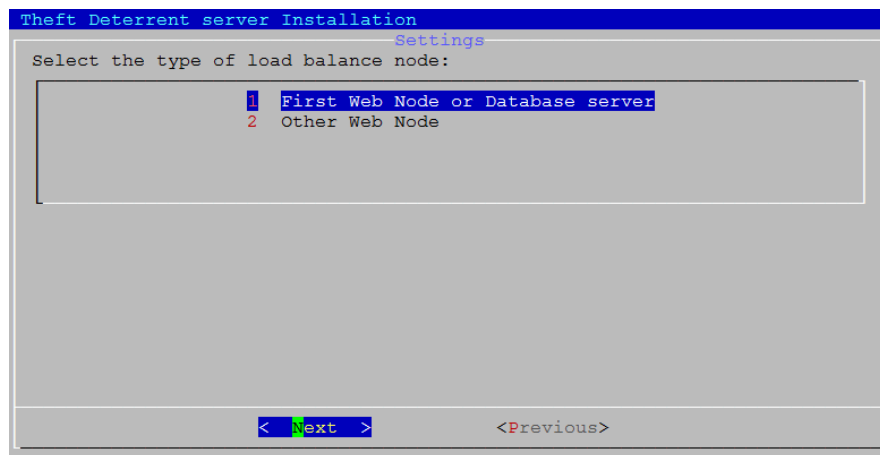 Theft Deterrent server Installation
Settings
Select the type of load balance node:
1 First Web Node or Database server
2 Other Web Node
< Next > <Previous>